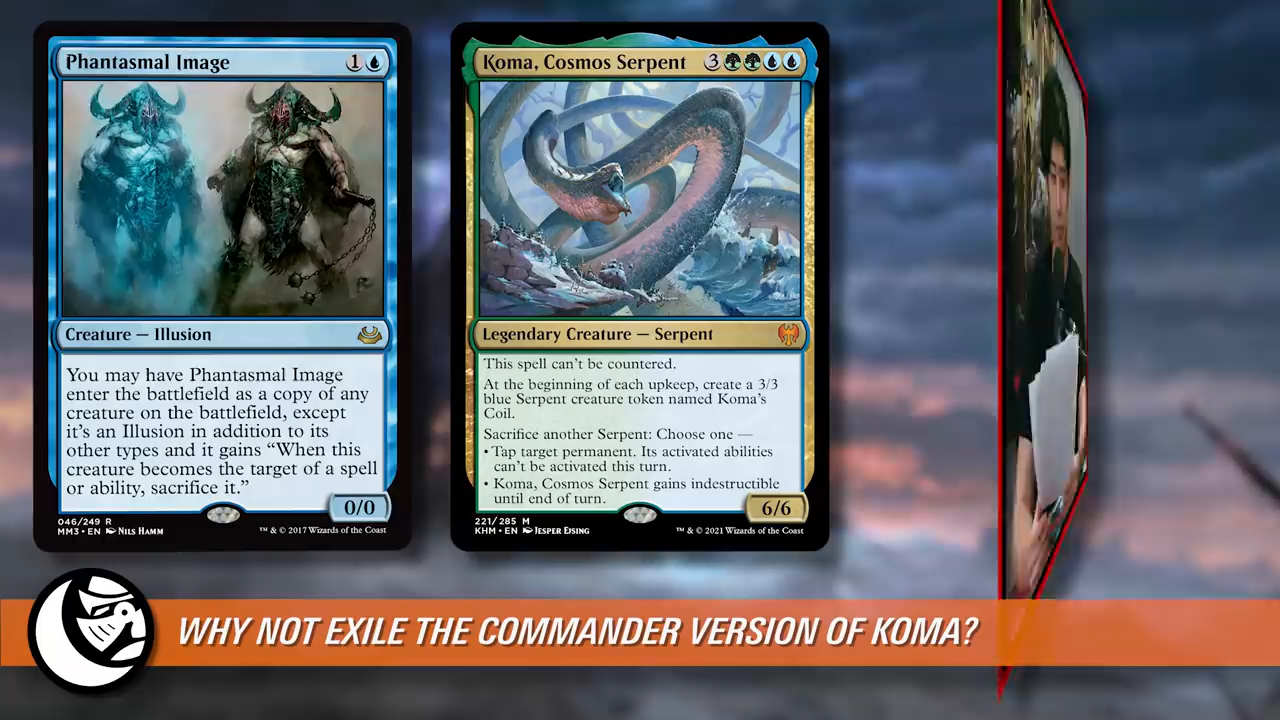 Phantasmal Image 1
Creature — Illusion
You may have Phantasmal Image
enter the battlefield as a copy of any
creature on the battlefield, except
it's an Illusion in addition to its
other types and it gains “When this
creature becomes the target of a spell
or ability, sacrifice it.”
0/0
046/249 R
MM3 • EN NILS HAMM
™ & © 2017 Wizards of the Coast
Koma, Cosmos Serpent 3
Legendary Creature — Serpent
This spell can't be countered.
At the beginning of each upkeep, create a 3/3
blue Serpent creature token named Koma's
Coil.
Sacrifice another Serpent: Choose one —
• Tap target permanent. Its activated abilities
can't be activated this turn.
• Koma, Cosmos Serpent gains indestructible
until end of turn.
6/6
221/285 M
KHM • EN JESPER EJSING
™ & © 2021 Wizards of the Coast
WHY NOT EXILE THE COMMANDER VERSION OF KOMA?